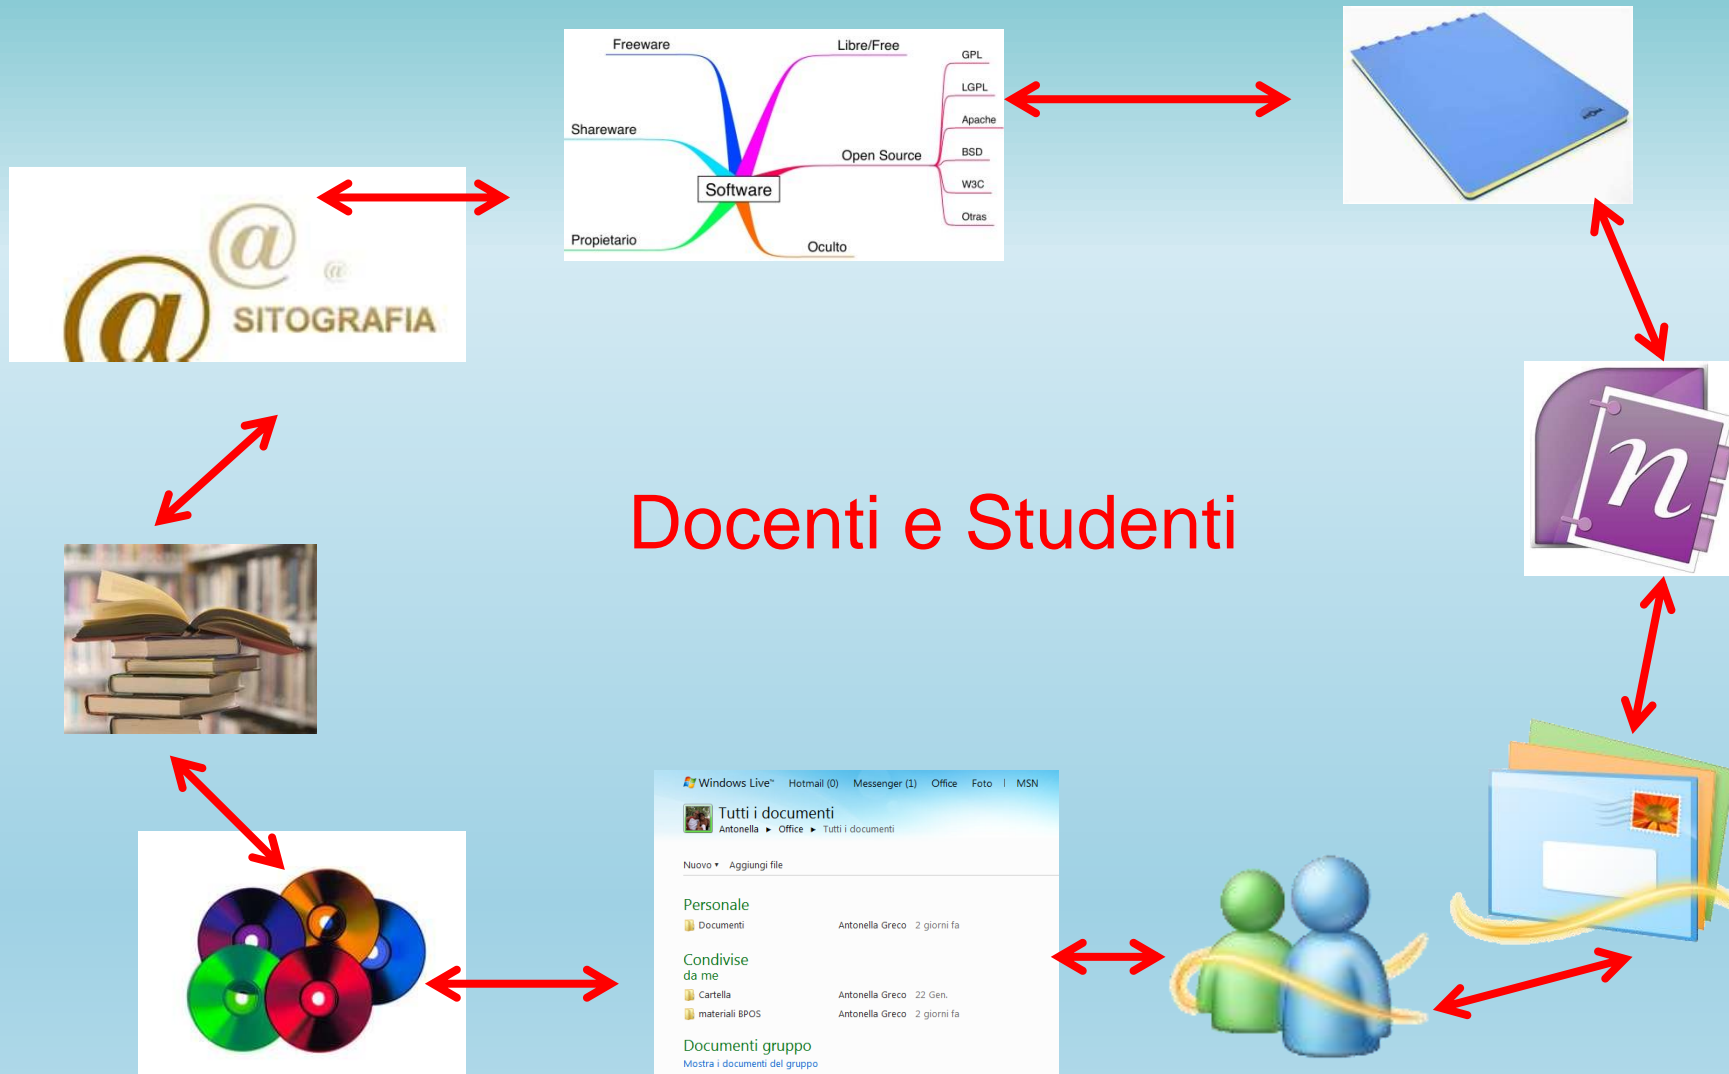 Freeware
Libre/Free
GPL
LGPL
Shareware
Apache
Open Source
BSD
W3C
Software
Otras
Propietario
Oculto
@
@
@
SITOGRAFIA
n
Docenti e Studenti
Windows Live™ Hotmail (0) Messenger (1) Office Foto | MSN
Tutti i documenti
Antonella ▸ Office ▸ Tutti i documenti
Nuovo ▾ Aggiungi file
Personale
Documenti Antonella Greco 2 giorni fa
Condivise
da me
Cartella Antonella Greco 22 Gen.
materiali BPOS Antonella Greco 2 giorni fa
Documenti gruppo
Mostra i documenti del gruppo